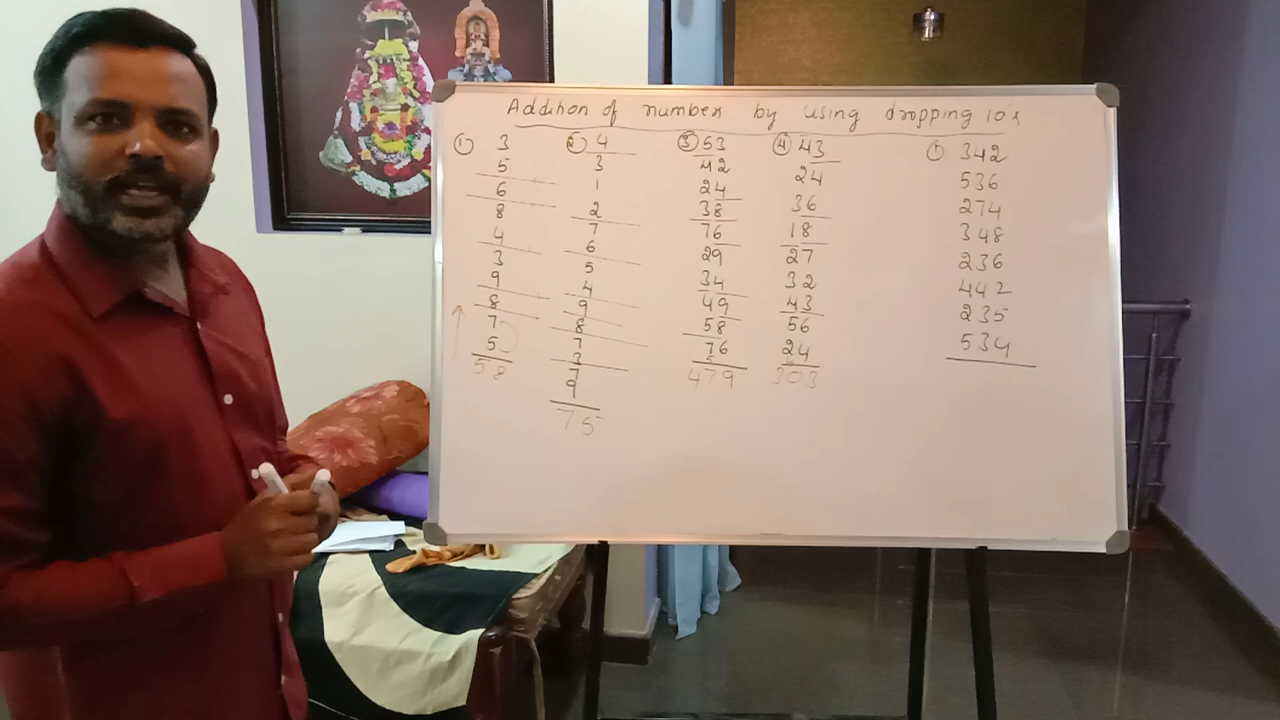 Addition of number by using dropping 10's
① 3 ② 4 ③ 53 ④ 43 ⑤ 342
5 3 42 24 536
6 1 24 36 274
8 2 38 18 348
4 7 76 27 236
3 6 29 32 442
9 5 34 43 235
8 4 49 56 534
7 9 58 24
5 8 76 303
58 7 479
3
7
9
75